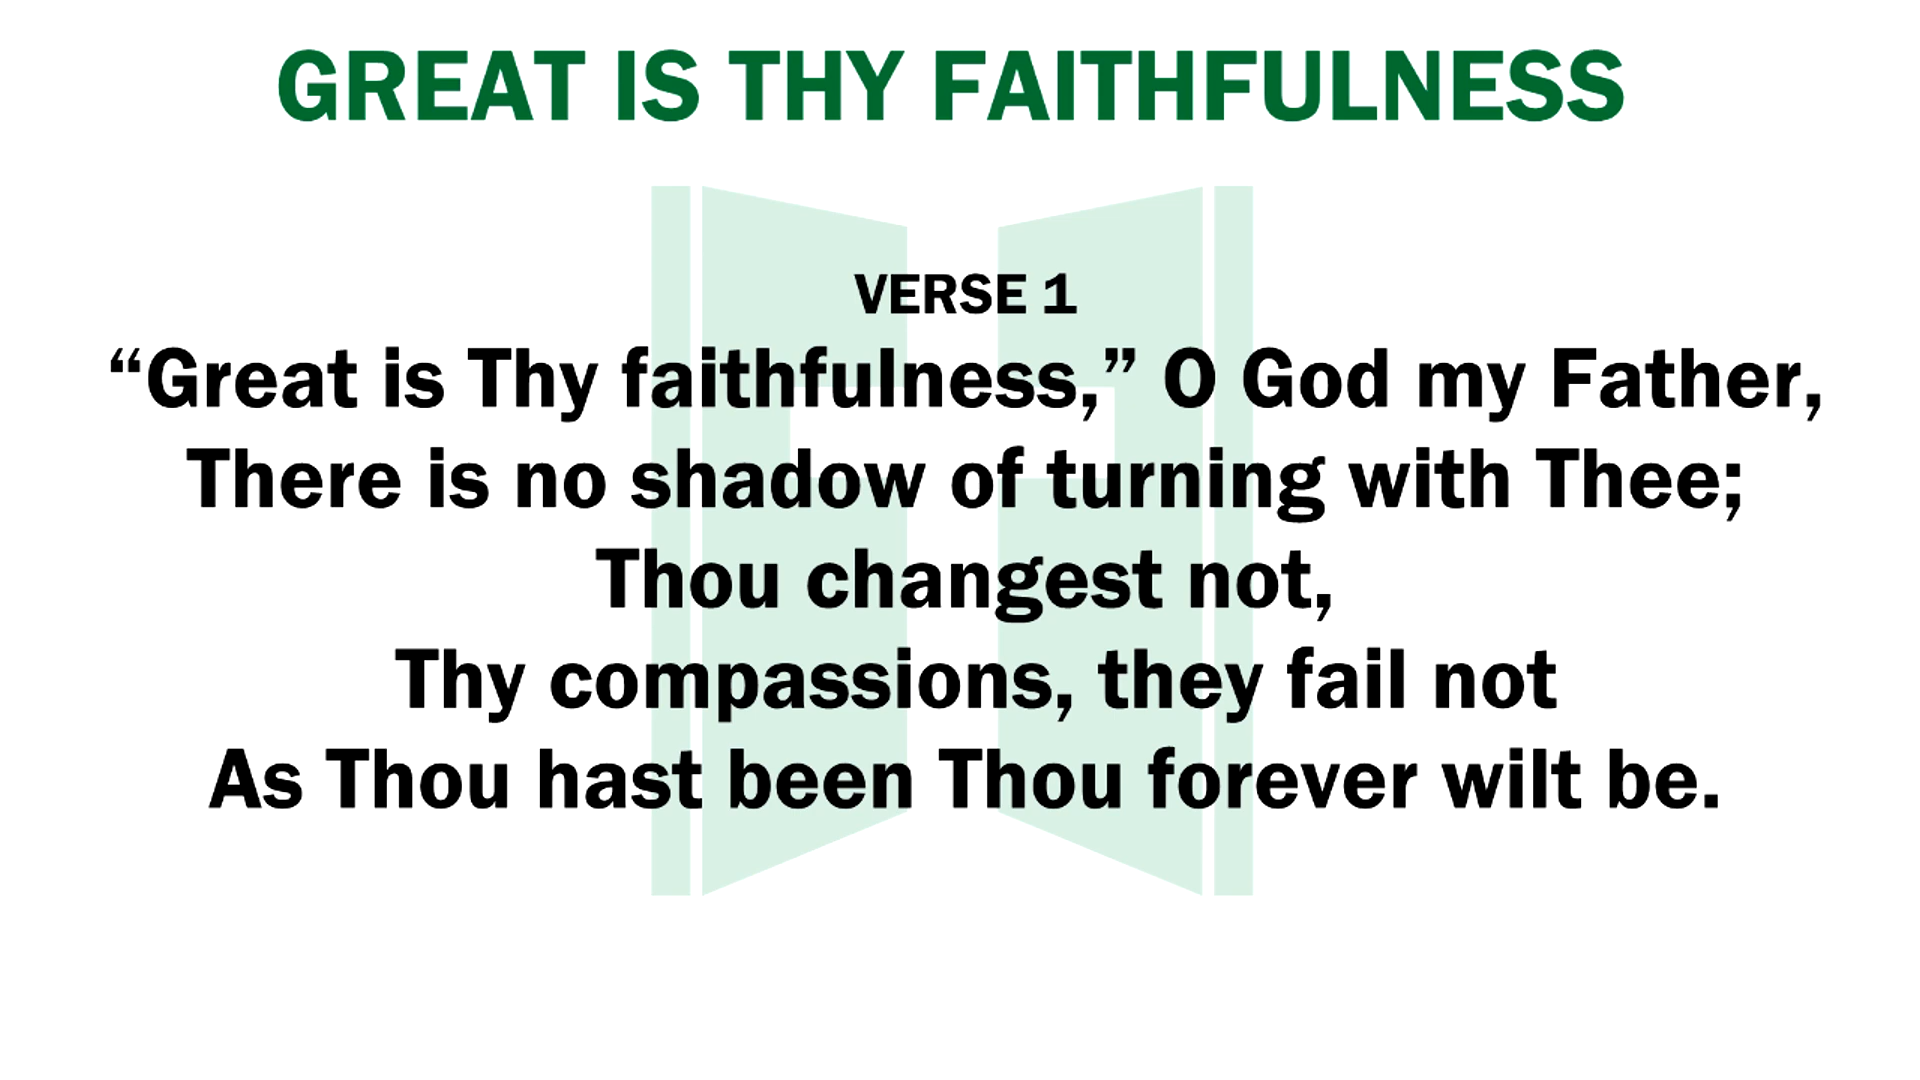 GREAT IS THY FAITHFULNESS
VERSE 1
“Great is Thy faithfulness,” O God my Father,
There is no shadow of turning with Thee;
Thou changest not,
Thy compassions, they fail not
As Thou hast been Thou forever wilt be.